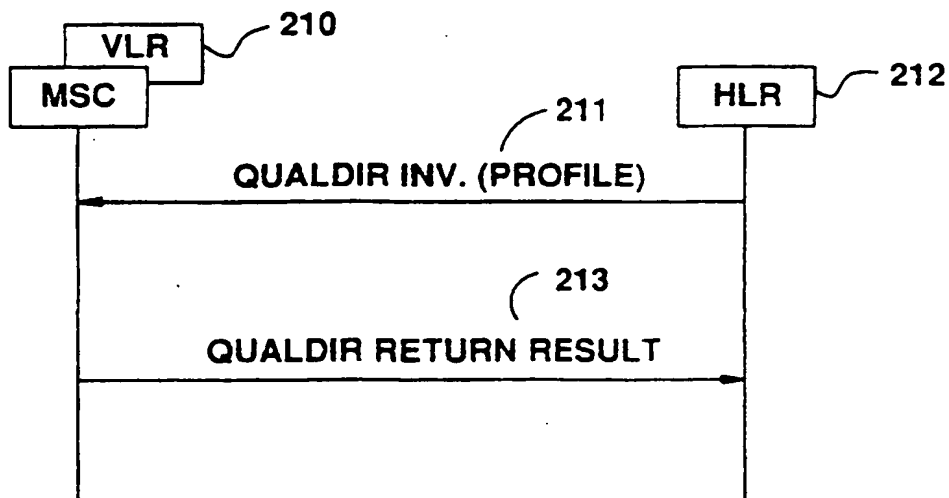 VLR
210
MSC
HLR
212
211
QUALDIR INV. (PROFILE)
213
QUALDIR RETURN RESULT